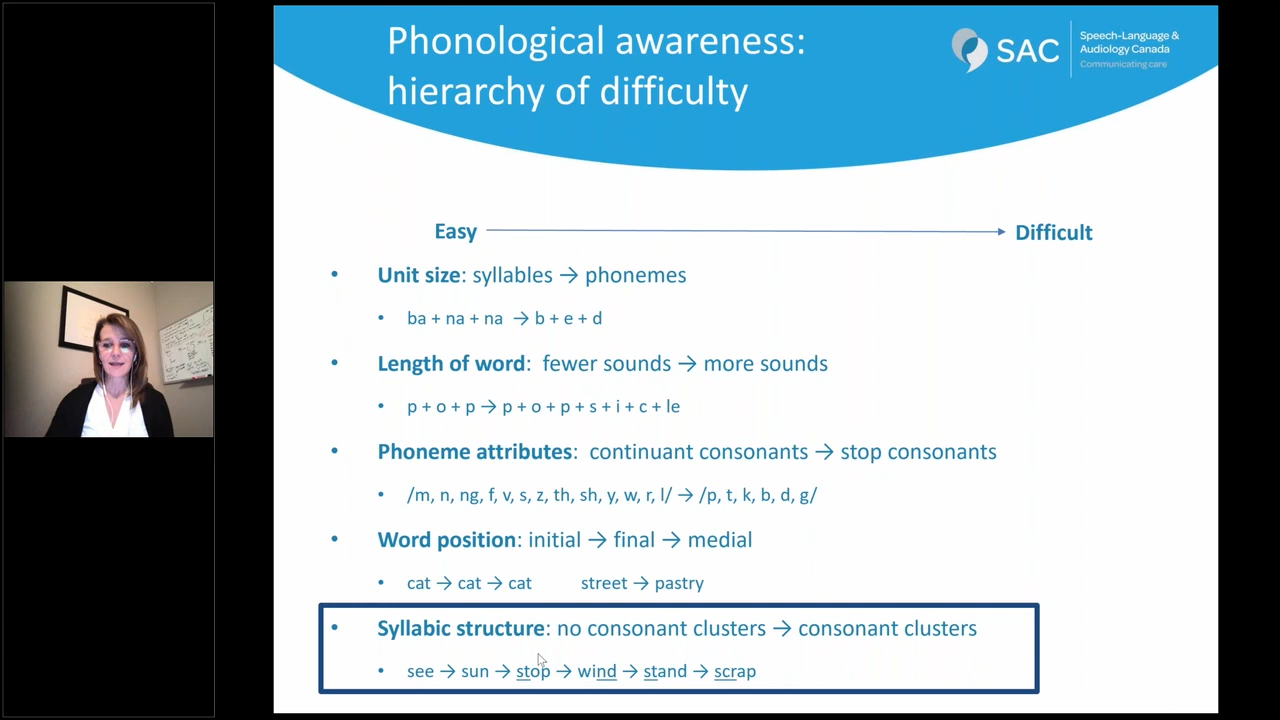 Phonological awareness:
hierarchy of difficulty
SAC
Speech-Language &
Audiology Canada
Communicating care
Easy
Difficult
• Unit size: syllables → phonemes
• ba + na + na → b + e + d
• Length of word: fewer sounds → more sounds
• p + o + p → p + o + p + s + i + c + le
• Phoneme attributes: continuant consonants → stop consonants
• /m, n, ng, f, v, s, z, th, sh, y, w, r, l/ → /p, t, k, b, d, g/
• Word position: initial → final → medial
• cat → cat → cat street → pastry
• Syllabic structure: no consonant clusters → consonant clusters
• see → sun → stop → wind → stand → scrap